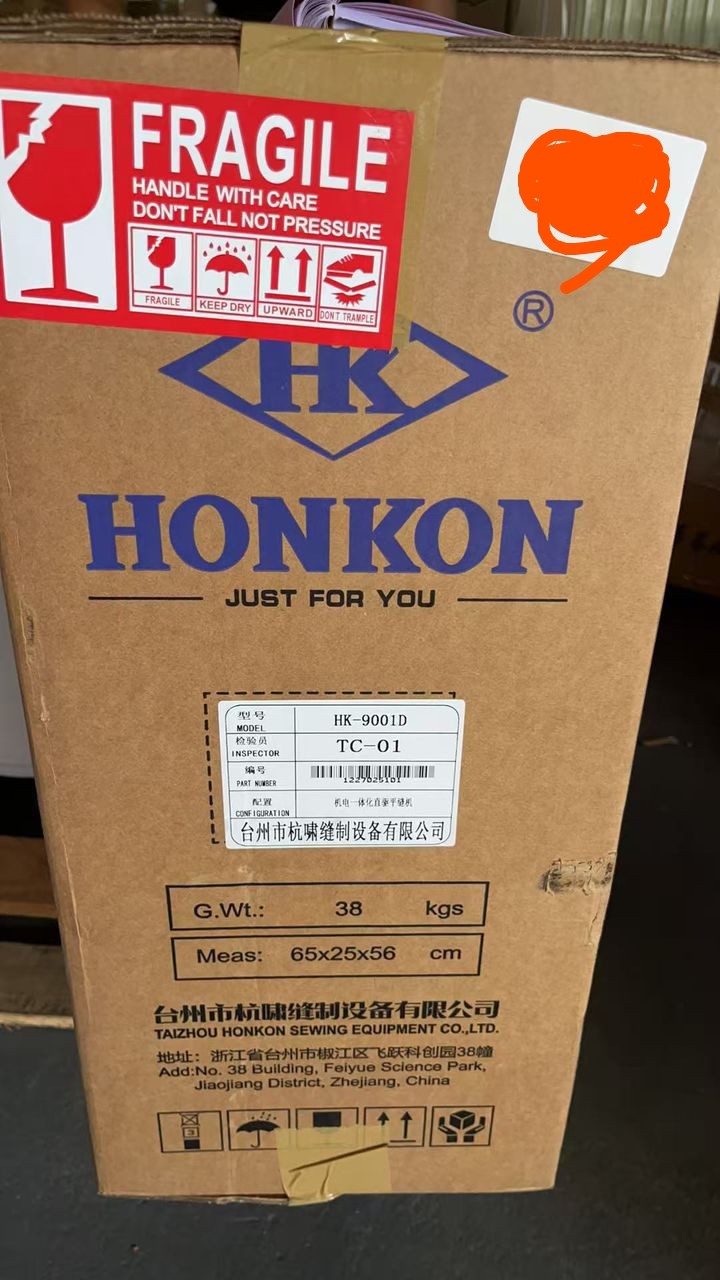 FRAGILE
HANDLE WITH CARE
DON'T FALL NOT PRESSURE
FRAGILE KEEP DRY UPWARD DON'T TRAMPLE
®
HK
HONKON
JUST FOR YOU
型号 MODEL HK-9001D
检验员 INSPECTOR TC-01
编号 PART NUMBER 1227025101
配置 CONFIGURATION 机电一体化直驱平缝机
台州市杭啸缝制设备有限公司
G.Wt.: 38 kgs
Meas: 65x25x56 cm
台州市杭啸缝制设备有限公司
TAIZHOU HONKON SEWING EQUIPMENT CO.,LTD.
地址：浙江省台州市椒江区飞跃科创园38幢
Add:No. 38 Building, Feiyue Science Park,
Jiaojiang District, Zhejiang, China
3